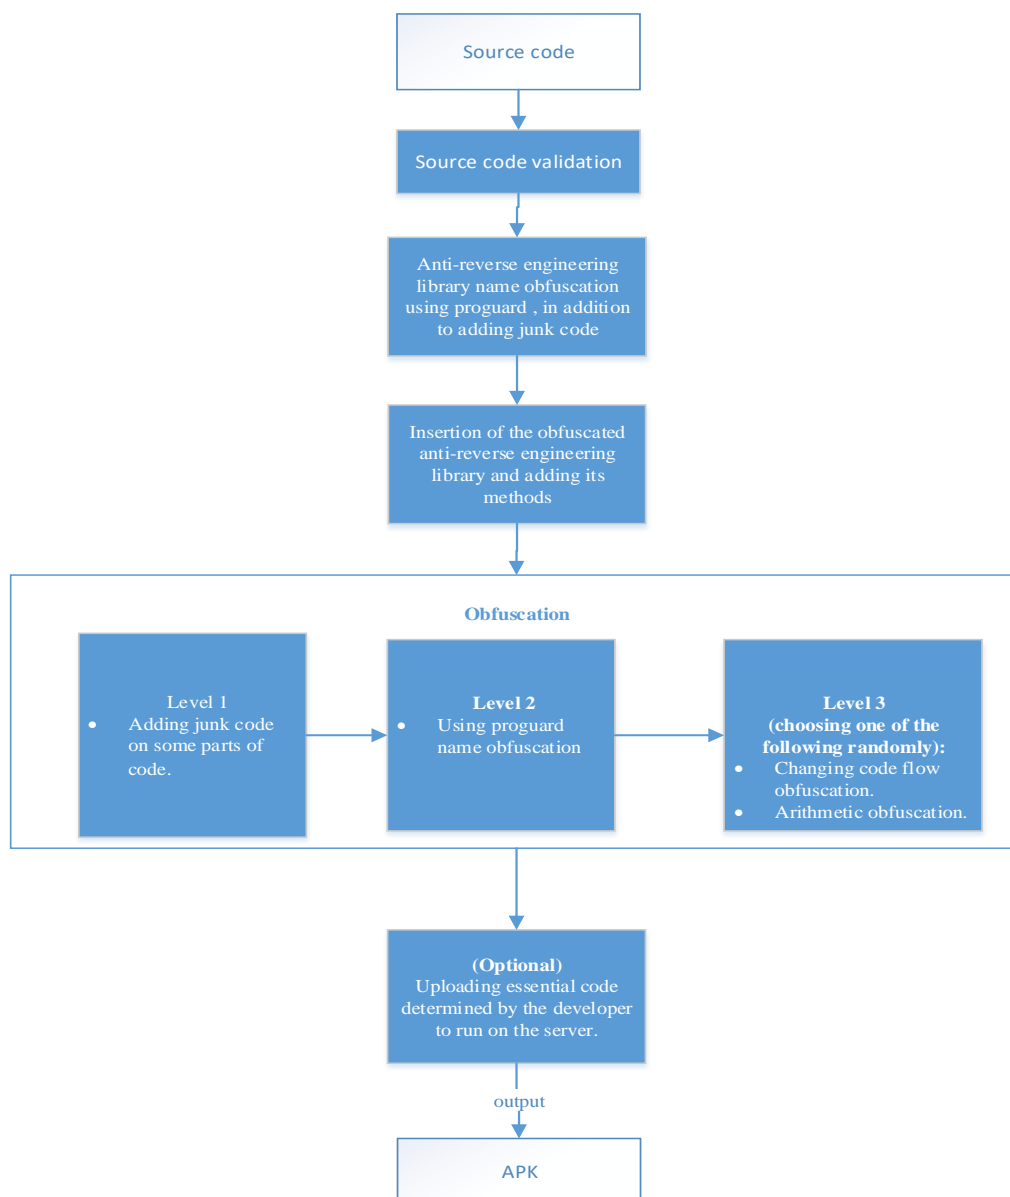 Source code
Source code validation
Anti-reverse engineering
library name obfuscation
using proguard , in addition
to adding junk code
Insertion of the obfuscated
anti-reverse engineering
library and adding its
methods
Obfuscation
Level 1
• Adding junk code
on some parts of
code.
Level 2
• Using proguard
name obfuscation
Level 3
(choosing one of the
following randomly):
• Changing code flow
obfuscation.
• Arithmetic obfuscation.
(Optional)
Uploading essential code
determined by the developer
to run on the server.
output
APK